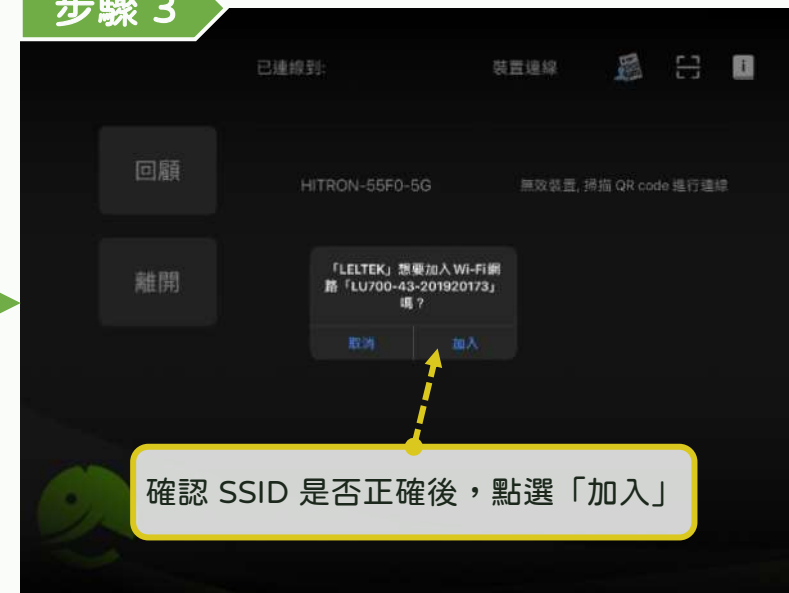 步驟 3
已連線到: 裝置連線
回顧
HITRON-55F0-5G 無效裝置, 掃描 QR code 進行連線
離開
「LELTEK」想要加入 Wi-Fi網
路「LU700-43-201920173」
嗎？
取消 加入
確認 SSID 是否正確後，點選「加入」